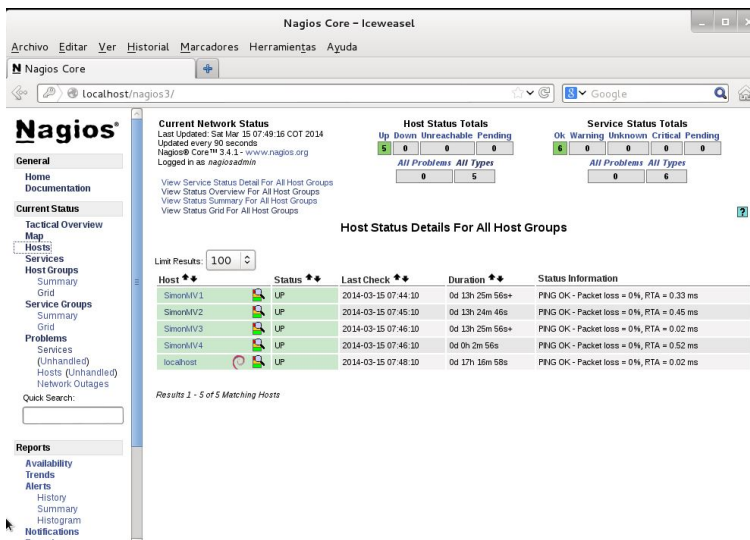 Nagios Core – Iceweasel
Archivo Editar Ver Historial Marcadores Herramientas Ayuda
N Nagios Core
localhost/nagios3/
Google
Nagios®
General
Home
Documentation
Current Status
Tactical Overview
Map
Hosts
Services
Host Groups
Summary
Grid
Service Groups
Summary
Grid
Problems
Services
(Unhandled)
Hosts (Unhandled)
Network Outages
Quick Search:
Reports
Availability
Trends
Alerts
History
Summary
Histogram
Notifications
Current Network Status
Last Updated: Sat Mar 15 07:49:16 COT 2014
Updated every 90 seconds
Nagios® Core™ 3.4.1 - www.nagios.org
Logged in as nagiosadmin
View Service Status Detail For All Host Groups
View Status Overview For All Host Groups
View Status Summary For All Host Groups
View Status Grid For All Host Groups
Host Status Totals
Up Down Unreachable Pending
5 0 0 0
All Problems All Types
0 5
Service Status Totals
Ok Warning Unknown Critical Pending
6 0 0 0 0
All Problems All Types
0 6
?
Host Status Details For All Host Groups
Limit Results: 100
Host Status Last Check Duration Status Information
SimonMV1 UP 2014-03-15 07:44:10 0d 13h 25m 56s+ PING OK - Packet loss = 0%, RTA = 0.33 ms
SimonMV2 UP 2014-03-15 07:45:10 0d 13h 24m 46s PING OK - Packet loss = 0%, RTA = 0.45 ms
SimonMV3 UP 2014-03-15 07:46:10 0d 13h 25m 56s+ PING OK - Packet loss = 0%, RTA = 0.02 ms
SimonMV4 UP 2014-03-15 07:46:10 0d 0h 2m 56s PING OK - Packet loss = 0%, RTA = 0.52 ms
localhost UP 2014-03-15 07:48:10 0d 17h 16m 58s PING OK - Packet loss = 0%, RTA = 0.02 ms
Results 1 - 5 of 5 Matching Hosts